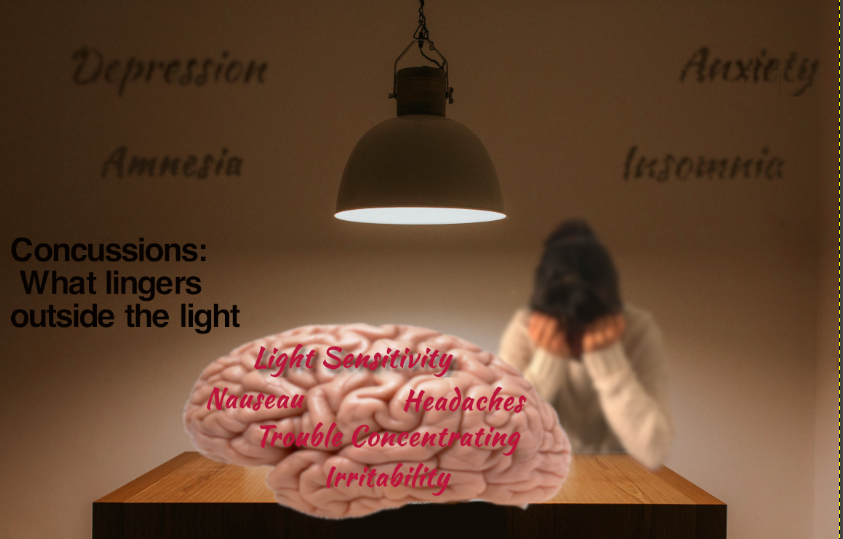 Depression
Anxiety
Amnesia
Insomnia
Concussions:
What lingers
outside the light
Light Sensitivity
Nauseau
Headaches
Trouble Concentrating
Irritability